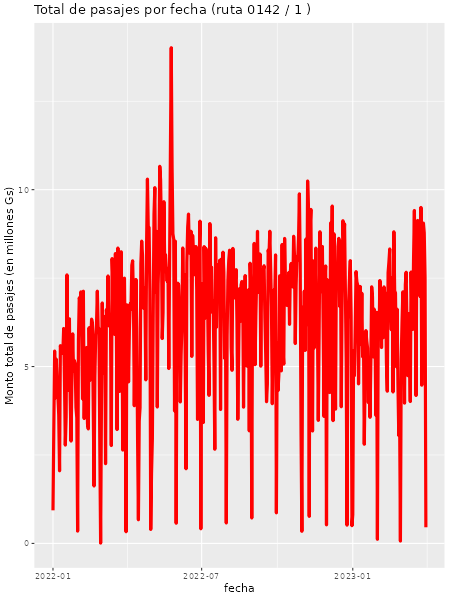 Total de pasajes por fecha (ruta 0142 / 1 )
Monto total de pasajes (en millones Gs)
10
5
0
2022-01 2022-07 2023-01
fecha